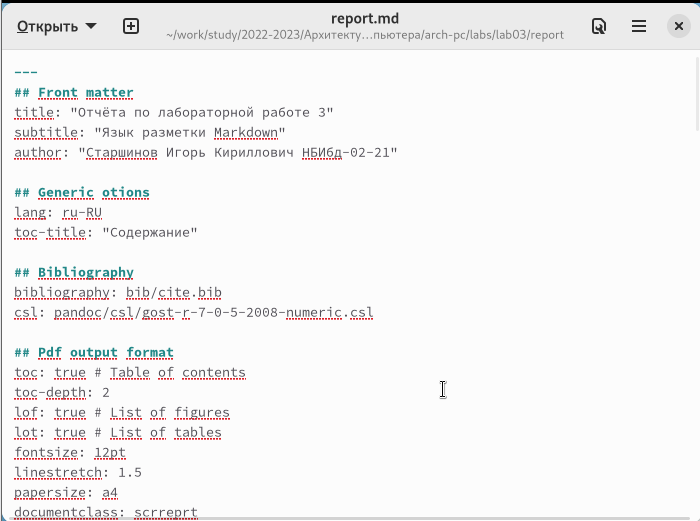 Открыть
report.md
~/work/study/2022-2023/Архитекту…пьютера/arch-pc/labs/lab03/report
---
## Front matter
title: "Отчёта по лабораторной работе 3"
subtitle: "Язык разметки Markdown"
author: "Старшинов Игорь Кириллович НБИбд-02-21"
## Generic otions
lang: ru-RU
toc-title: "Содержание"
## Bibliography
bibliography: bib/cite.bib
csl: pandoc/csl/gost-r-7-0-5-2008-numeric.csl
## Pdf output format
toc: true # Table of contents
toc-depth: 2
lof: true # List of figures
lot: true # List of tables
fontsize: 12pt
linestretch: 1.5
papersize: a4
documentclass: scrreprt